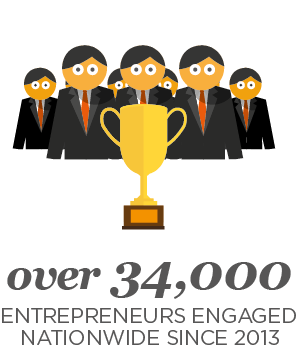 over 34,000
ENTREPRENEURS ENGAGED
NATIONWIDE SINCE 2013